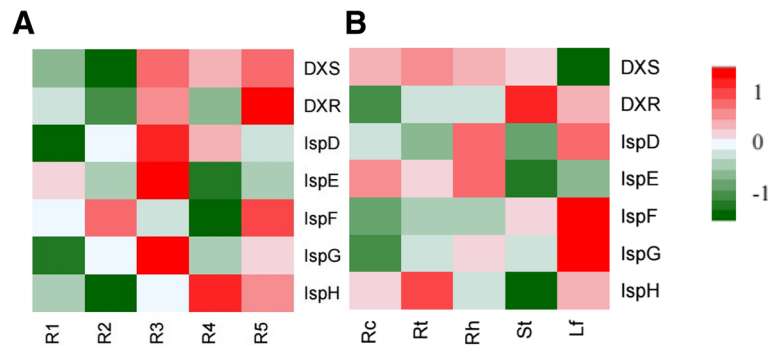 A
B
DXS
DXR
IspD
IspE
IspF
IspG
IspH
R1
R2
R3
R4
R5
DXS
DXR
IspD
IspE
IspF
IspG
IspH
Rc
Rt
Rh
St
Lf
1
0
-1